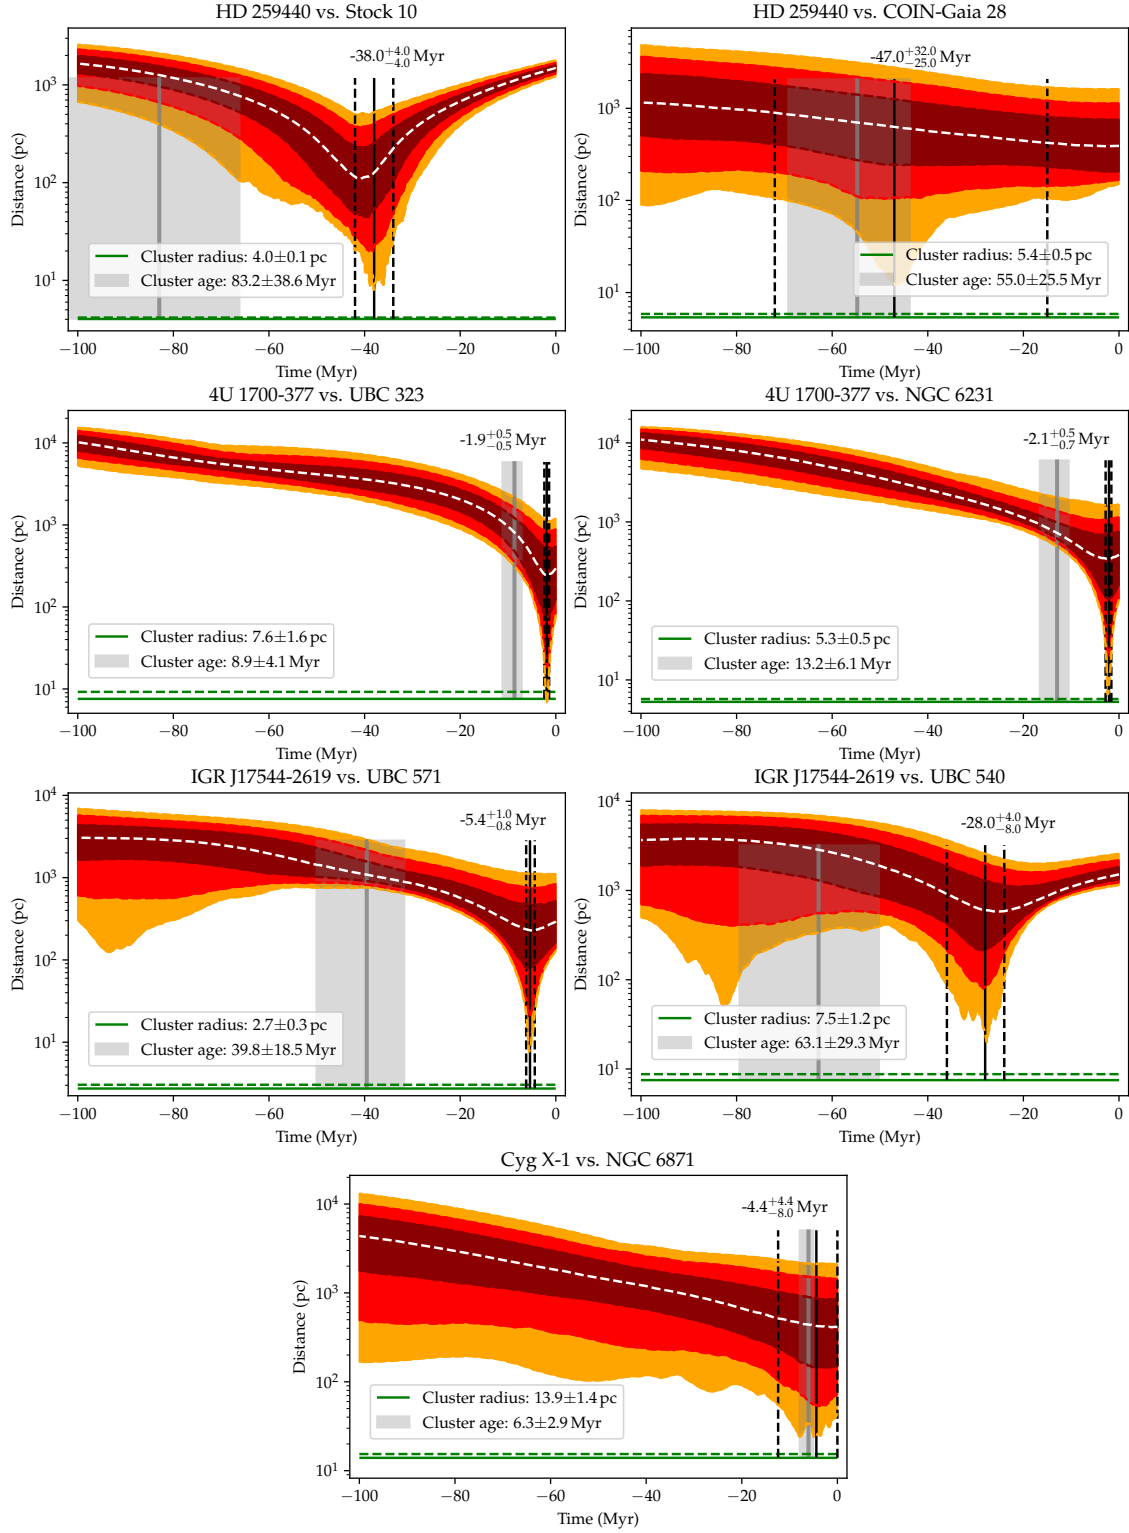 HD 259440 vs. Stock 10
-38.0+4.0−4.0 Myr
Distance (pc)
10³
10²
10¹
Cluster radius: 4.0±0.1 pc
Cluster age: 83.2±38.6 Myr
−100 −80 −60 −40 −20 0
Time (Myr)
HD 259440 vs. COIN-Gaia 28
-47.0+32.0−25.0 Myr
Distance (pc)
10³
10²
10¹
Cluster radius: 5.4±0.5 pc
Cluster age: 55.0±25.5 Myr
−100 −80 −60 −40 −20 0
Time (Myr)
4U 1700-377 vs. UBC 323
-1.9+0.5−0.5 Myr
Distance (pc)
10⁴
10³
10²
10¹
Cluster radius: 7.6±1.6 pc
Cluster age: 8.9±4.1 Myr
−100 −80 −60 −40 −20 0
Time (Myr)
4U 1700-377 vs. NGC 6231
-2.1+0.5−0.7 Myr
Distance (pc)
10⁴
10³
10²
10¹
Cluster radius: 5.3±0.5 pc
Cluster age: 13.2±6.1 Myr
−100 −80 −60 −40 −20 0
Time (Myr)
IGR J17544-2619 vs. UBC 571
-5.4+1.0−0.8 Myr
Distance (pc)
10⁴
10³
10²
10¹
Cluster radius: 2.7±0.3 pc
Cluster age: 39.8±18.5 Myr
−100 −80 −60 −40 −20 0
Time (Myr)
IGR J17544-2619 vs. UBC 540
-28.0+4.0−8.0 Myr
Distance (pc)
10⁴
10³
10²
10¹
Cluster radius: 7.5±1.2 pc
Cluster age: 63.1±29.3 Myr
−100 −80 −60 −40 −20 0
Time (Myr)
Cyg X-1 vs. NGC 6871
-4.4+4.4−8.0 Myr
Distance (pc)
10⁴
10³
10²
10¹
Cluster radius: 13.9±1.4 pc
Cluster age: 6.3±2.9 Myr
−100 −80 −60 −40 −20 0
Time (Myr)